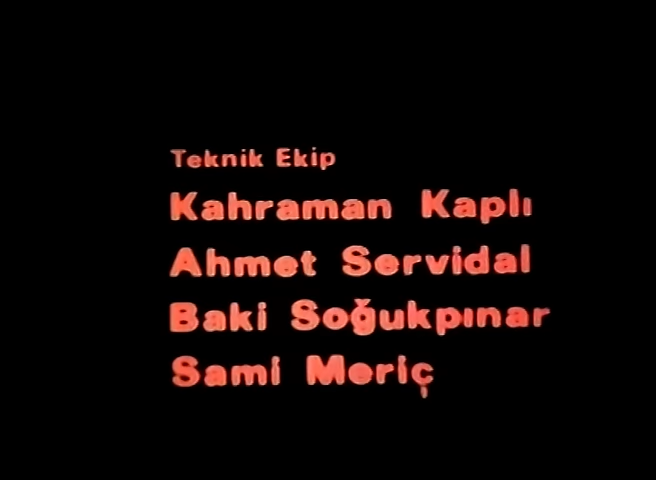 Teknik Ekip
Kahraman Kaplı
Ahmet Servidal
Baki Soğukpınar
Sami Meriç